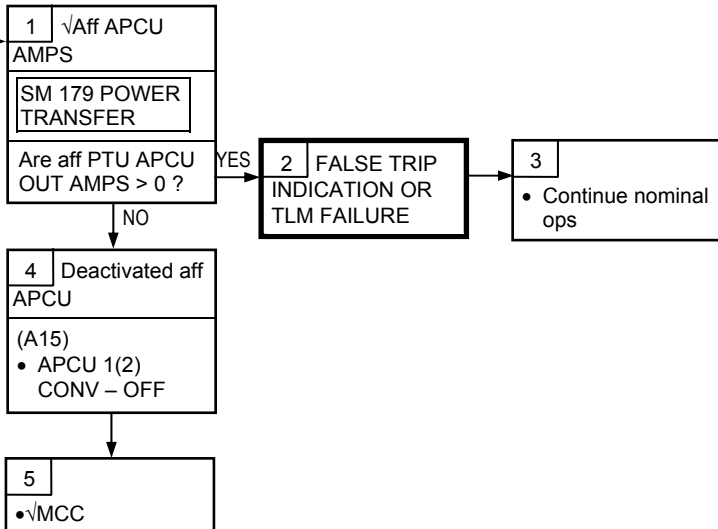 1 √Aff APCU
AMPS
SM 179 POWER
TRANSFER
Are aff PTU APCU
OUT AMPS > 0 ?
YES
NO
2 FALSE TRIP
INDICATION OR
TLM FAILURE
3
• Continue nominal
ops
4 Deactivated aff
APCU
(A15)
• APCU 1(2)
CONV – OFF
5
•√MCC